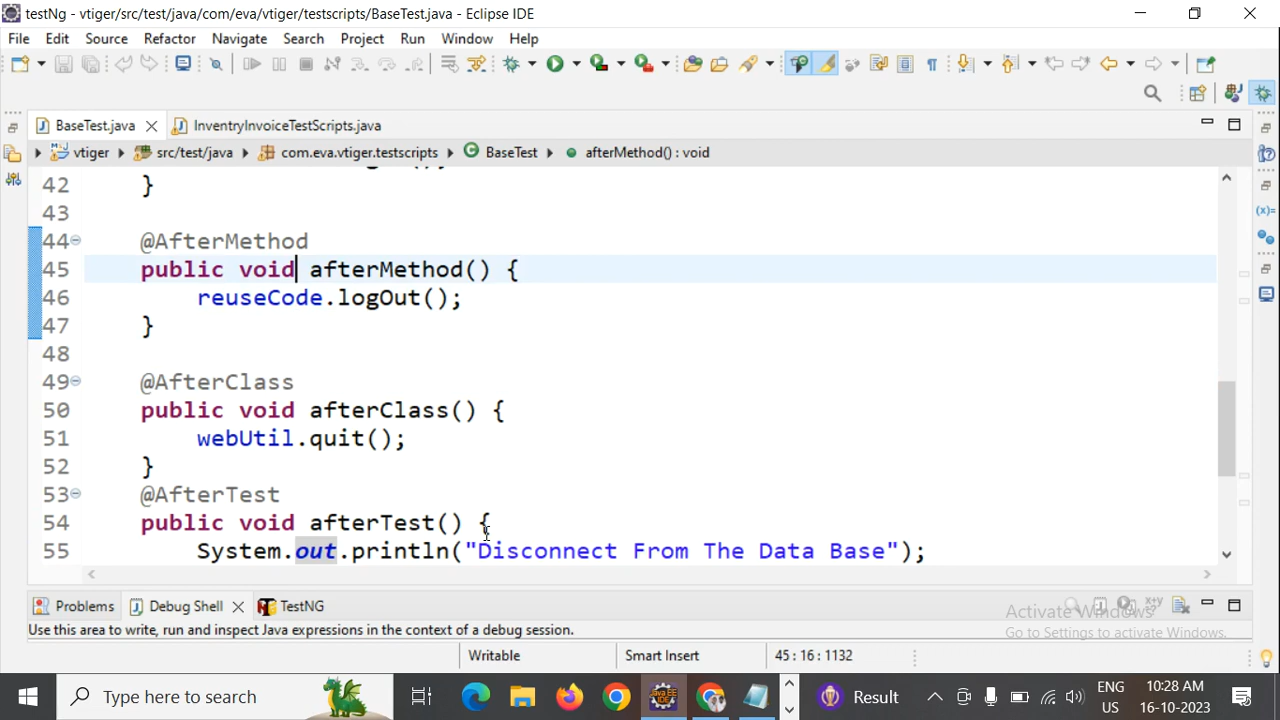 testNg - vtiger/src/test/java/com/eva/vtiger/testscripts/BaseTest.java - Eclipse IDE
File Edit Source Refactor Navigate Search Project Run Window Help
BaseTest.java InventryInvoiceTestScripts.java
vtiger src/test/java com.eva.vtiger.testscripts BaseTest afterMethod() : void
42 }
43
44 @AfterMethod
45 public void afterMethod() {
46 reuseCode.logOut();
47 }
48
49 @AfterClass
50 public void afterClass() {
51 webUtil.quit();
52 }
53 @AfterTest
54 public void afterTest() {
55 System.out.println("Disconnect From The Data Base");
Problems Debug Shell TestNG
Activate Windows
Use this area to write, run and inspect Java expressions in the context of a debug session.
Go to Settings to activate Windows.
Writable Smart Insert 45 : 16 : 1132
Type here to search Result ENG US 10:28 AM 16-10-2023